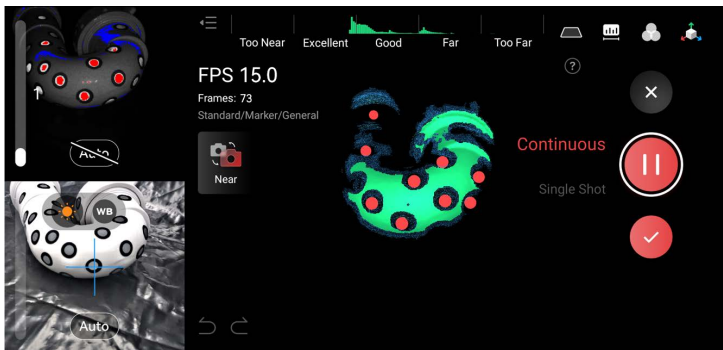 Too Near Excellent Good Far Too Far
FPS 15.0
Frames: 73
Standard/Marker/General
Near
?
Continuous
Single Shot
Auto
WB
Auto